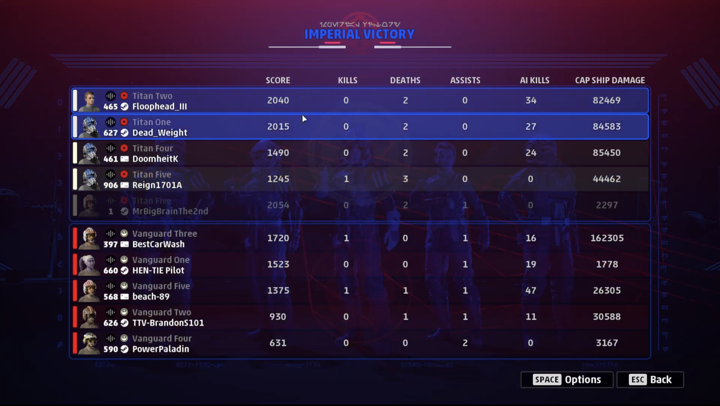 IMPERIAL VICTORY
SCORE KILLS DEATHS ASSISTS AI KILLS CAP SHIP DAMAGE
Titan Two
465 Floophead_III 2040 0 2 0 34 82469
Titan One
627 Dead_Weight 2015 0 2 0 27 84583
Titan Four
461 DoomheitK 1490 0 2 0 24 85450
Titan Five
906 Reign1701A 1245 1 3 0 0 44462
Titan Five
1 MrBigBrainThe2nd 2054 0 2 1 0 2297
Vanguard Three
397 BestCarWash 1720 1 0 1 16 162305
Vanguard One
660 HEN-TIE Pilot 1523 0 0 1 19 1778
Vanguard Five
568 beach-89 1375 1 1 1 47 26305
Vanguard Two
626 TTV-BrandonS101 930 0 1 1 11 30588
Vanguard Four
590 PowerPaladin 631 0 0 2 0 3167
SPACE Options ESC Back